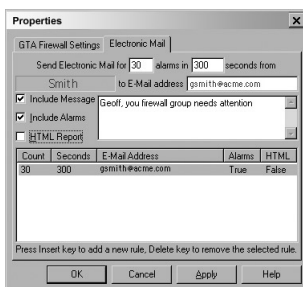 Properties
GTA Firewall Settings Electronic Mail
Send Electronic Mail for 30 alarms in 300 seconds from
Smith to E-Mail address gsmith@acme.com
Include Message Geoff, you firewall group needs attention
Include Alarms
HTML Report
Count Seconds E-Mail Address Alarms HTML
30 300 gsmith@acme.com True False
Press Insert key to add a new rule, Delete key to remove the selected rule.
OK Cancel Apply Help